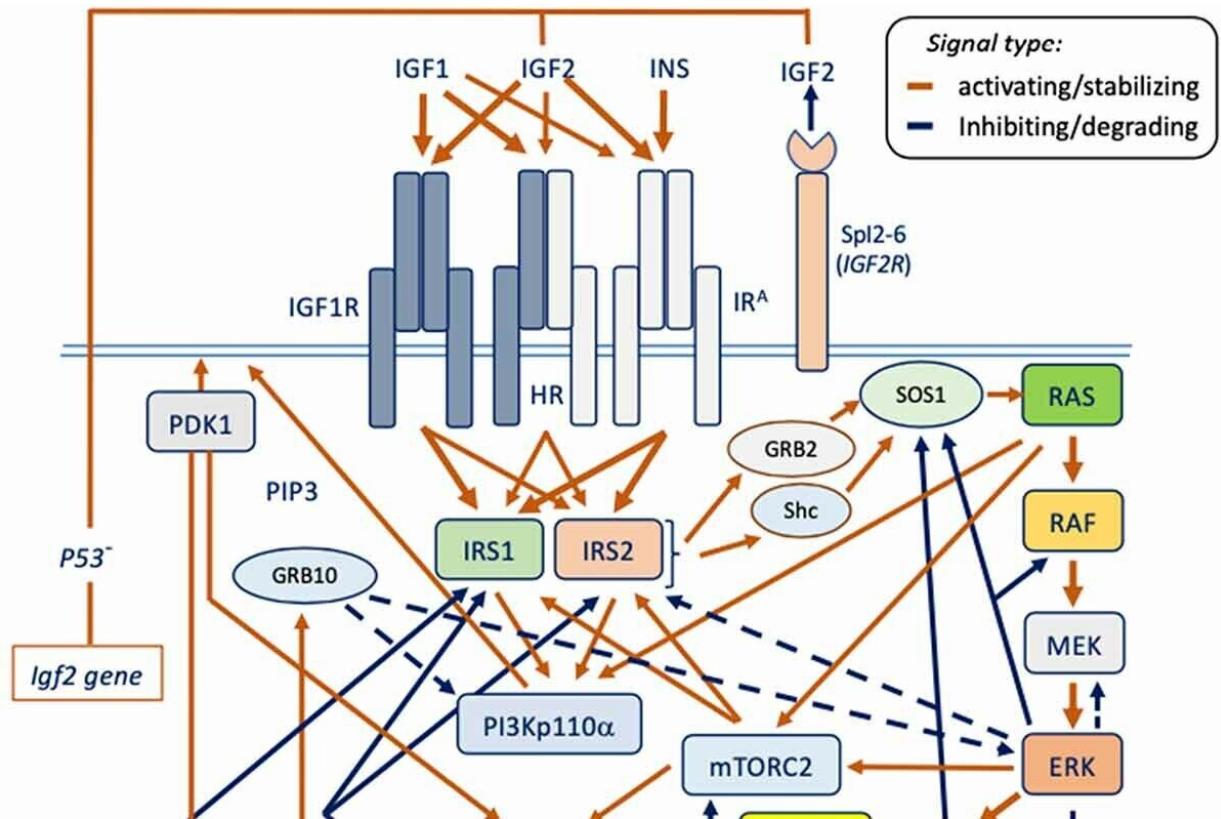 Signal type:
activating/stabilizing
Inhibiting/degrading
IGF1
IGF2
INS
IGF2
Spl2-6
(IGF2R)
IGF1R
IRᴬ
HR
PDK1
SOS1
RAS
GRB2
PIP3
Shc
RAF
P53⁻
IRS1
IRS2
GRB10
MEK
Igf2 gene
PI3Kp110α
mTORC2
ERK